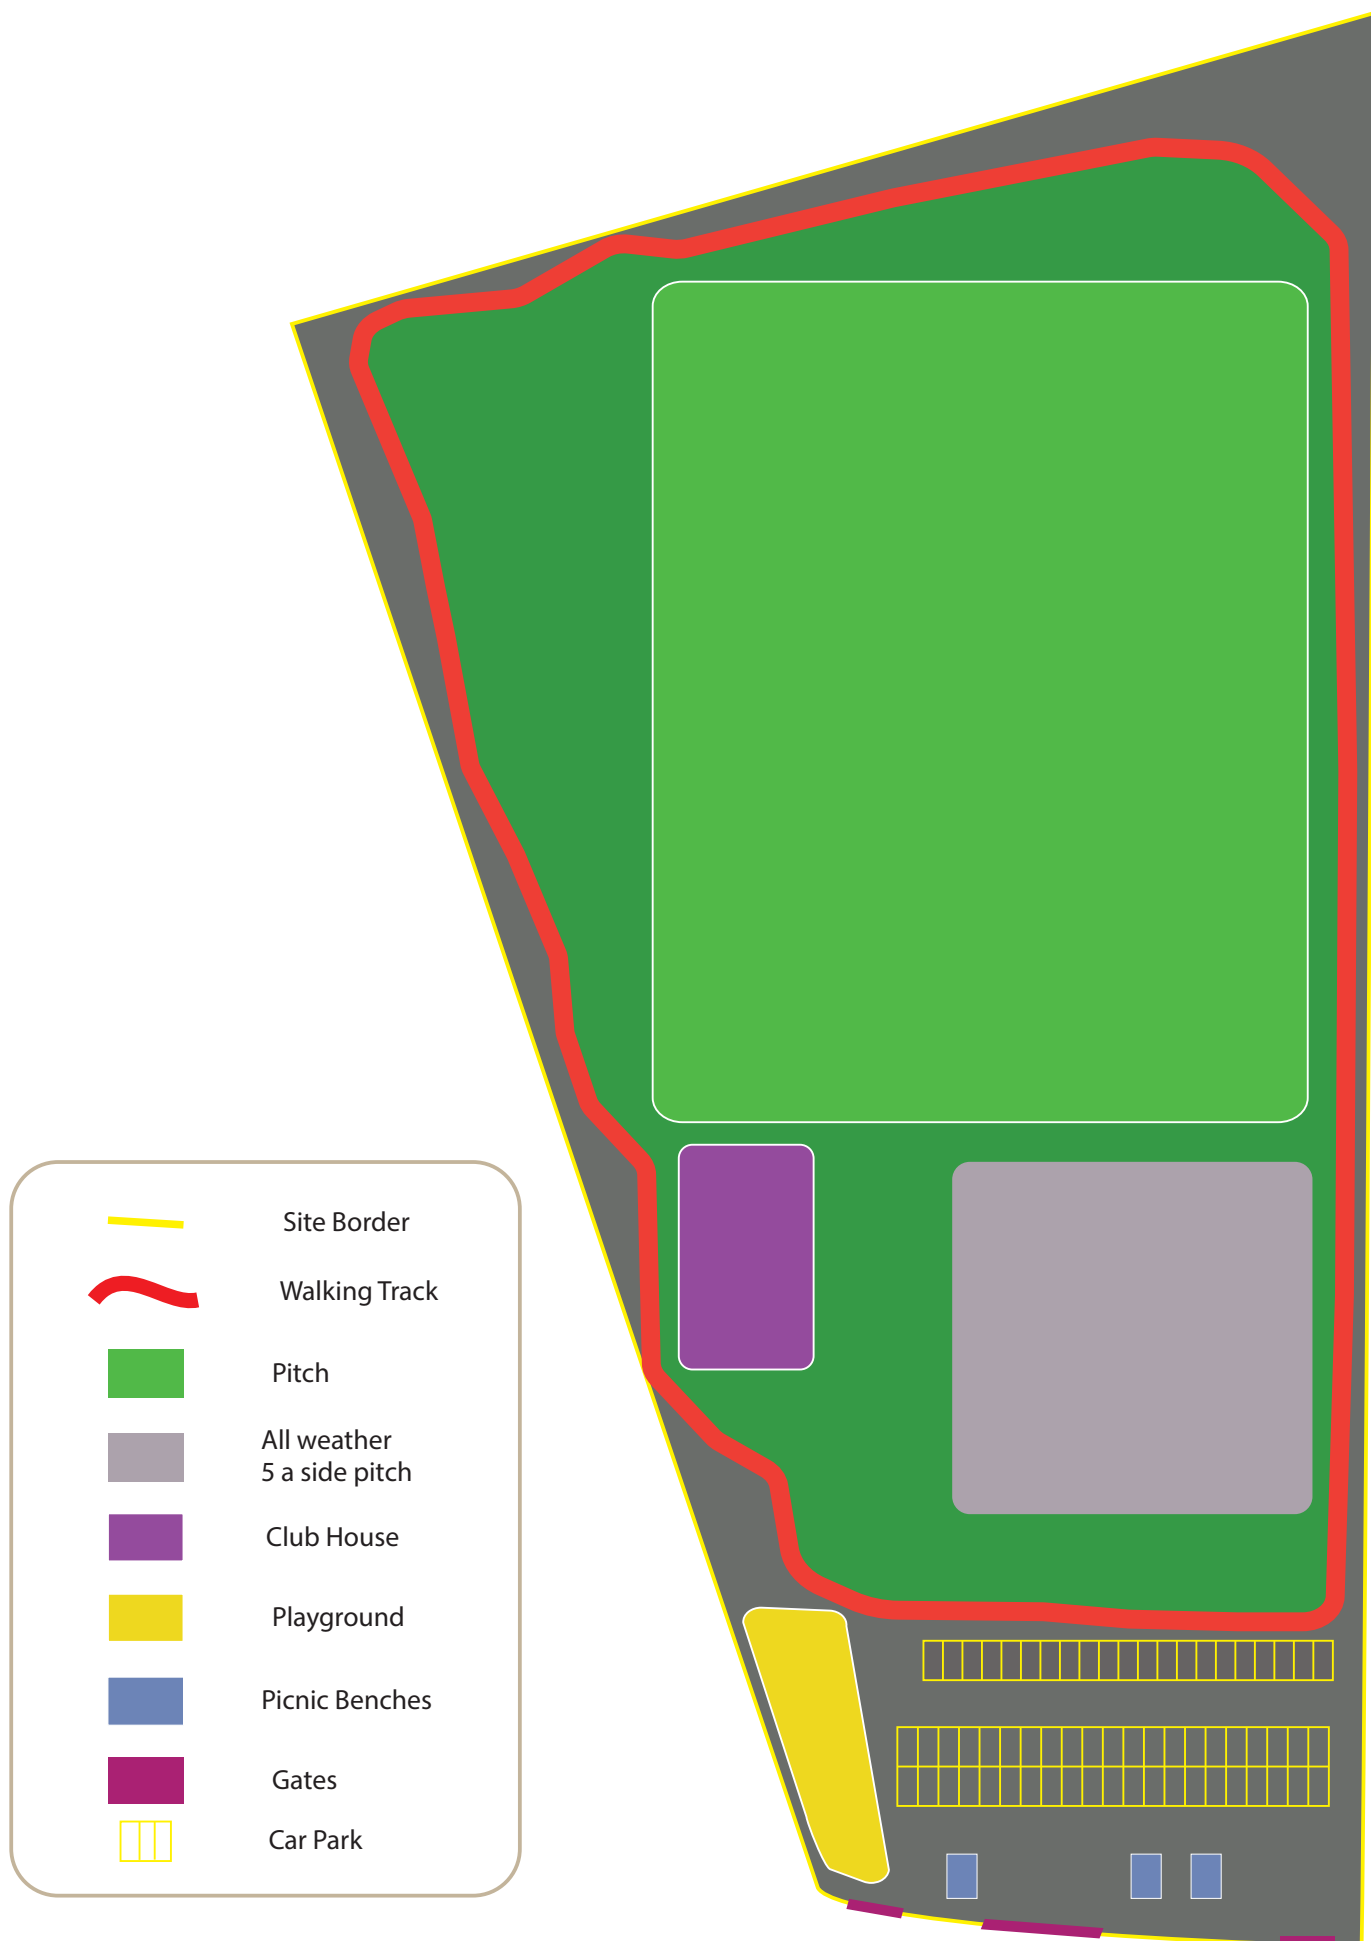 Site Border
Walking Track
Pitch
All weather
5 a side pitch
Club House
Playground
Picnic Benches
Gates
Car Park